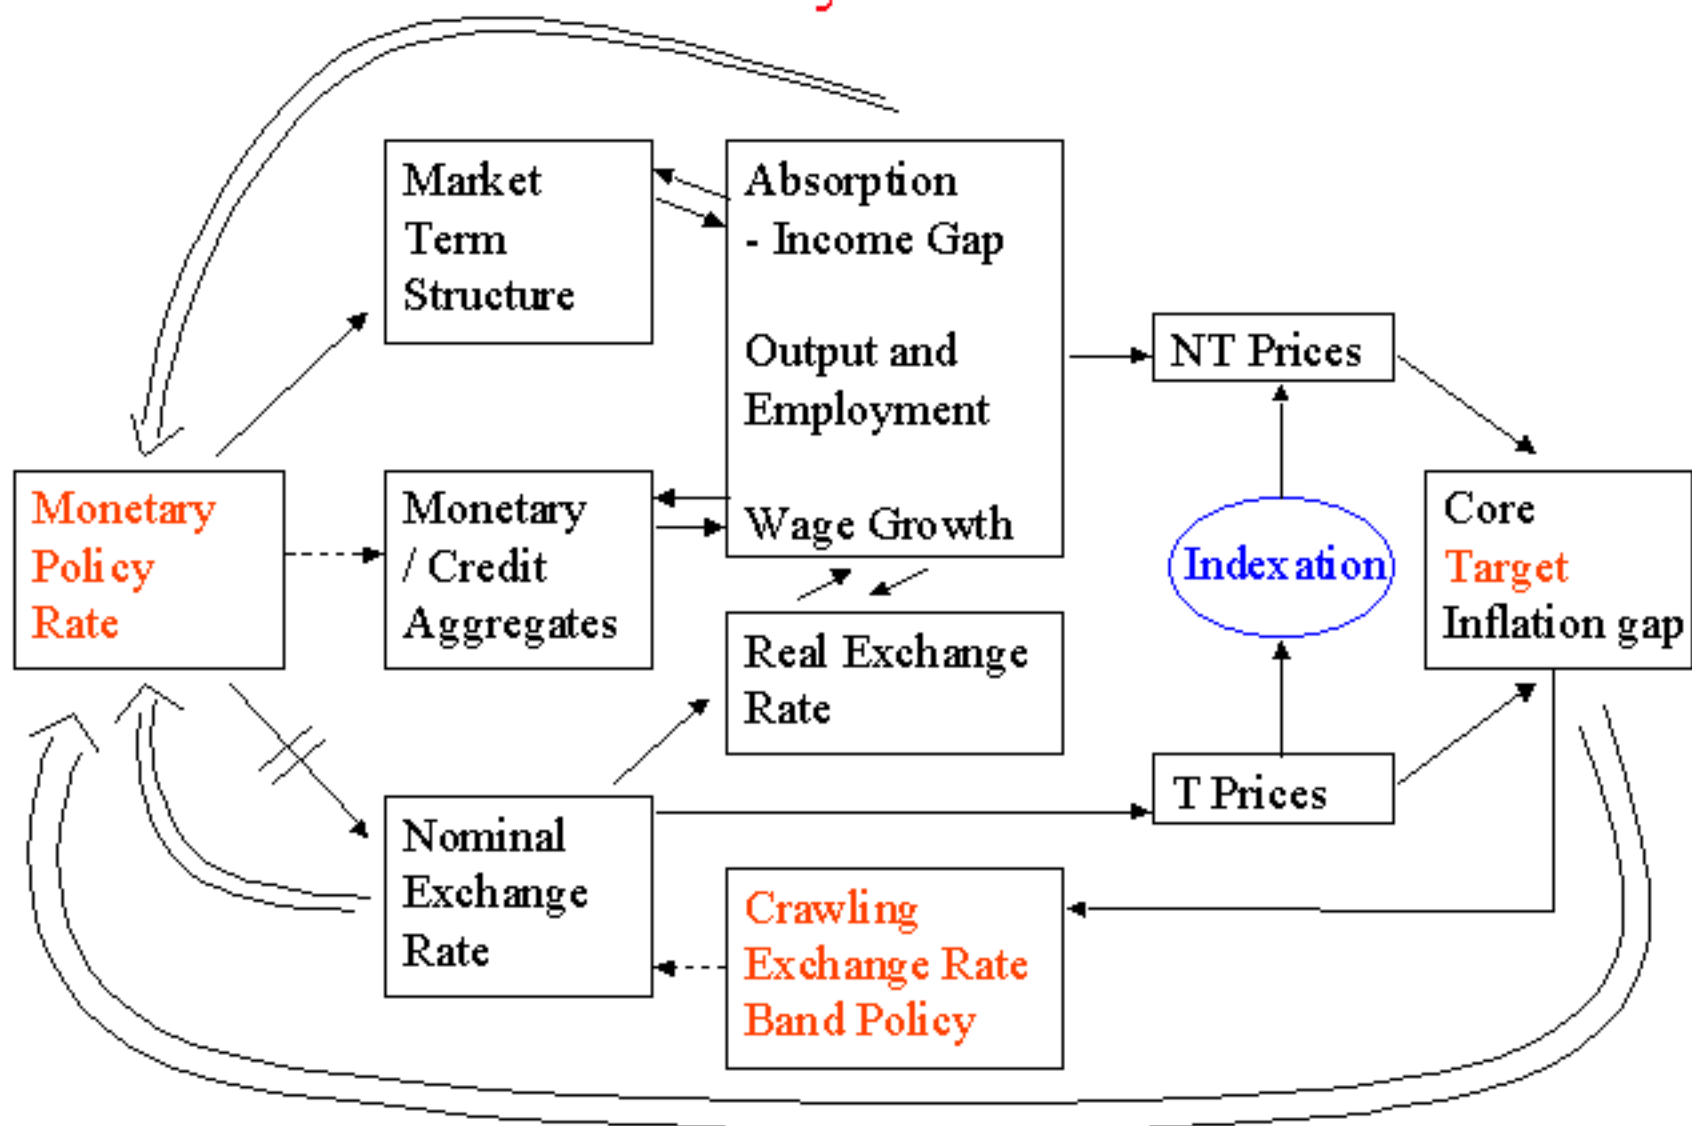 Market
Term
Structure
Absorption
- Income Gap
Output and
Employment
Wage Growth
NT Prices
Monetary
Policy
Rate
Monetary
/ Credit
Aggregates
Indexation
Core
Target
Inflation gap
Real Exchange
Rate
T Prices
Nominal
Exchange
Rate
Crawling
Exchange Rate
Band Policy